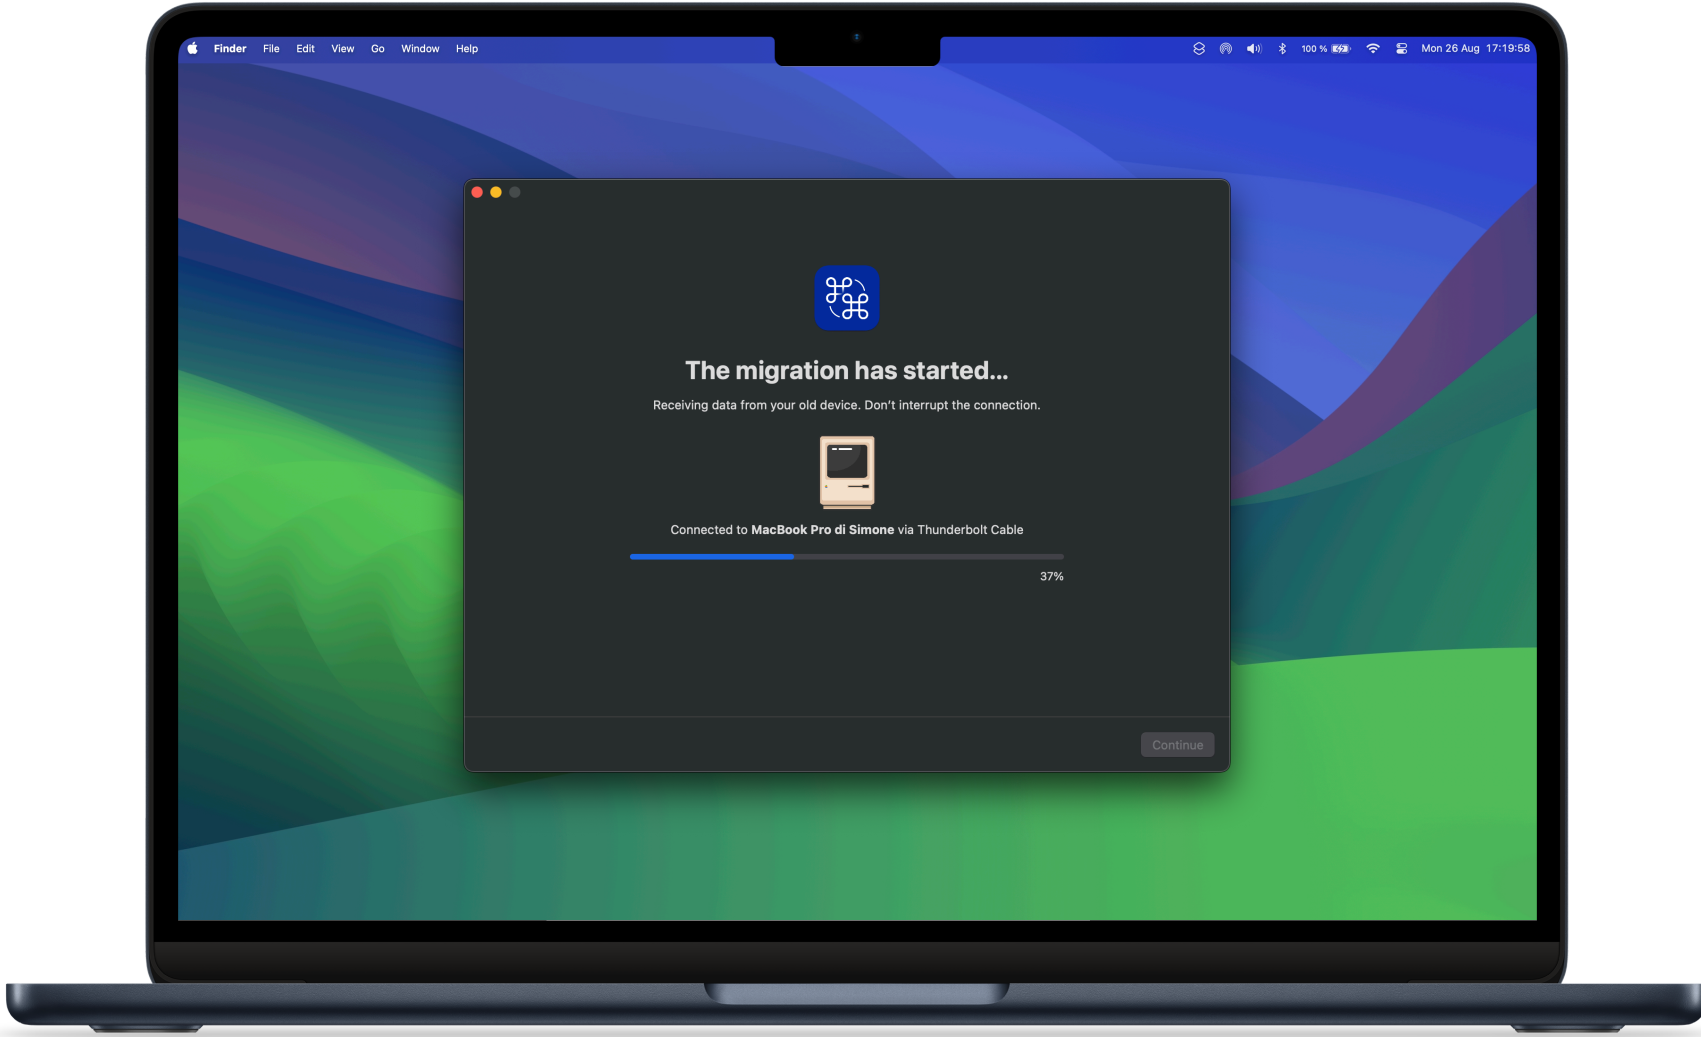 Finder File Edit View Go Window Help
100 % Mon 26 Aug 17:19:58
The migration has started...
Receiving data from your old device. Don't interrupt the connection.
Connected to MacBook Pro di Simone via Thunderbolt Cable
37%
Continue